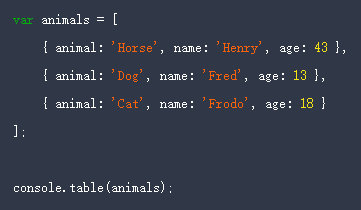 var animals = [
    { animal: 'Horse', name: 'Henry', age: 43 },
    { animal: 'Dog', name: 'Fred', age: 13 },
    { animal: 'Cat', name: 'Frodo', age: 18 }
];
console.table(animals);